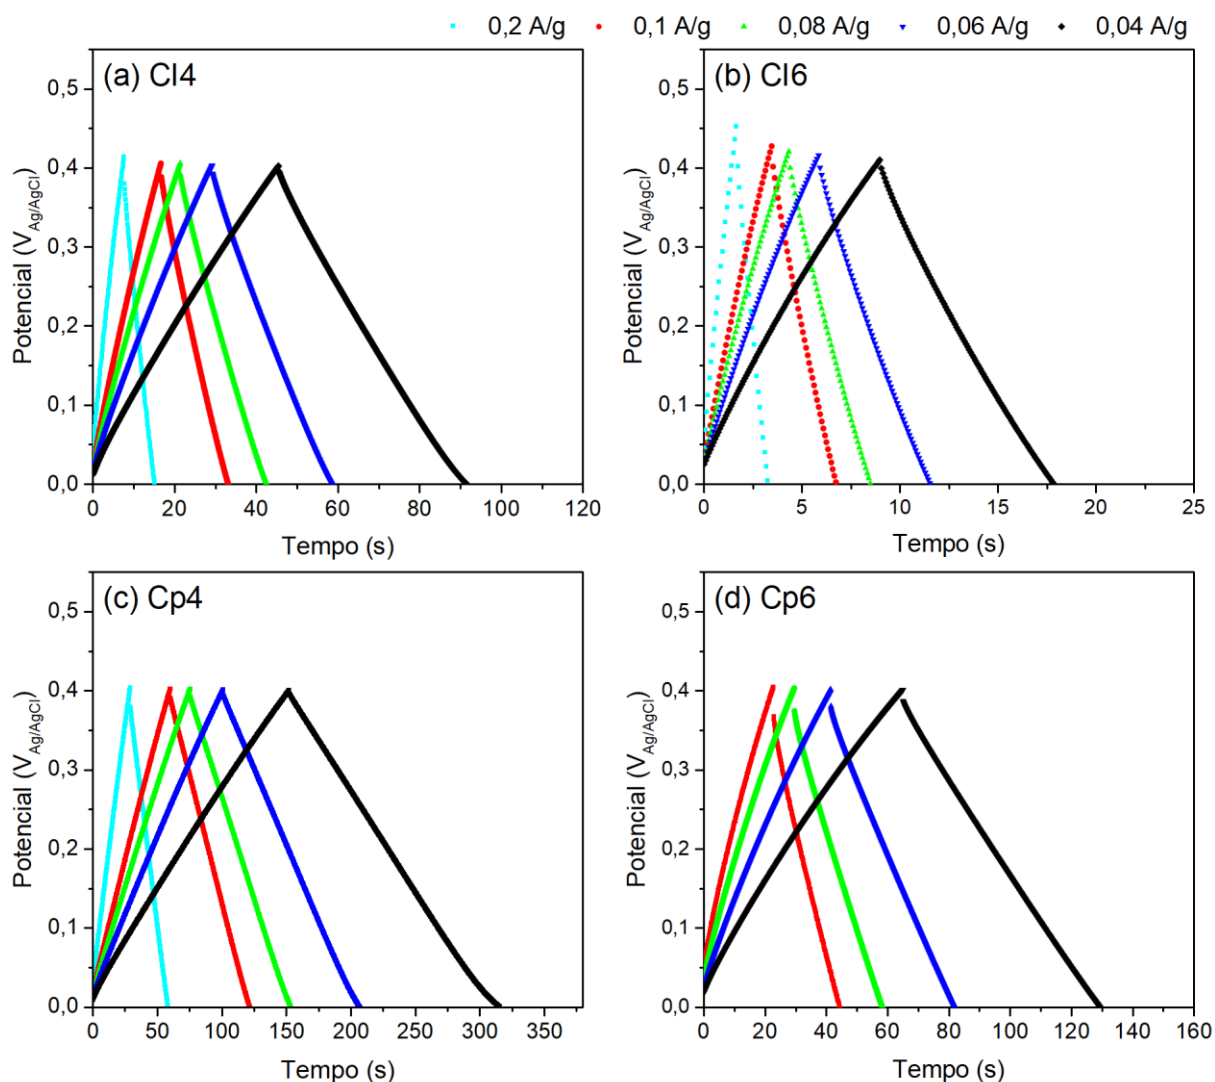 0,2 A/g 0,1 A/g 0,08 A/g 0,06 A/g 0,04 A/g
(a) Cl4
0,5
0,4
0,3
0,2
0,1
0,0
Potencial (V_Ag/AgCl)
0 20 40 60 80 100 120
Tempo (s)
(b) Cl6
0,5
0,4
0,3
0,2
0,1
0,0
Potencial (V_Ag/AgCl)
0 5 10 15 20 25
Tempo (s)
(c) Cp4
0,5
0,4
0,3
0,2
0,1
0,0
Potencial (V_Ag/AgCl)
0 50 100 150 200 250 300 350
Tempo (s)
(d) Cp6
0,5
0,4
0,3
0,2
0,1
0,0
Potencial (V_Ag/AgCl)
0 20 40 60 80 100 120 140 160
Tempo (s)